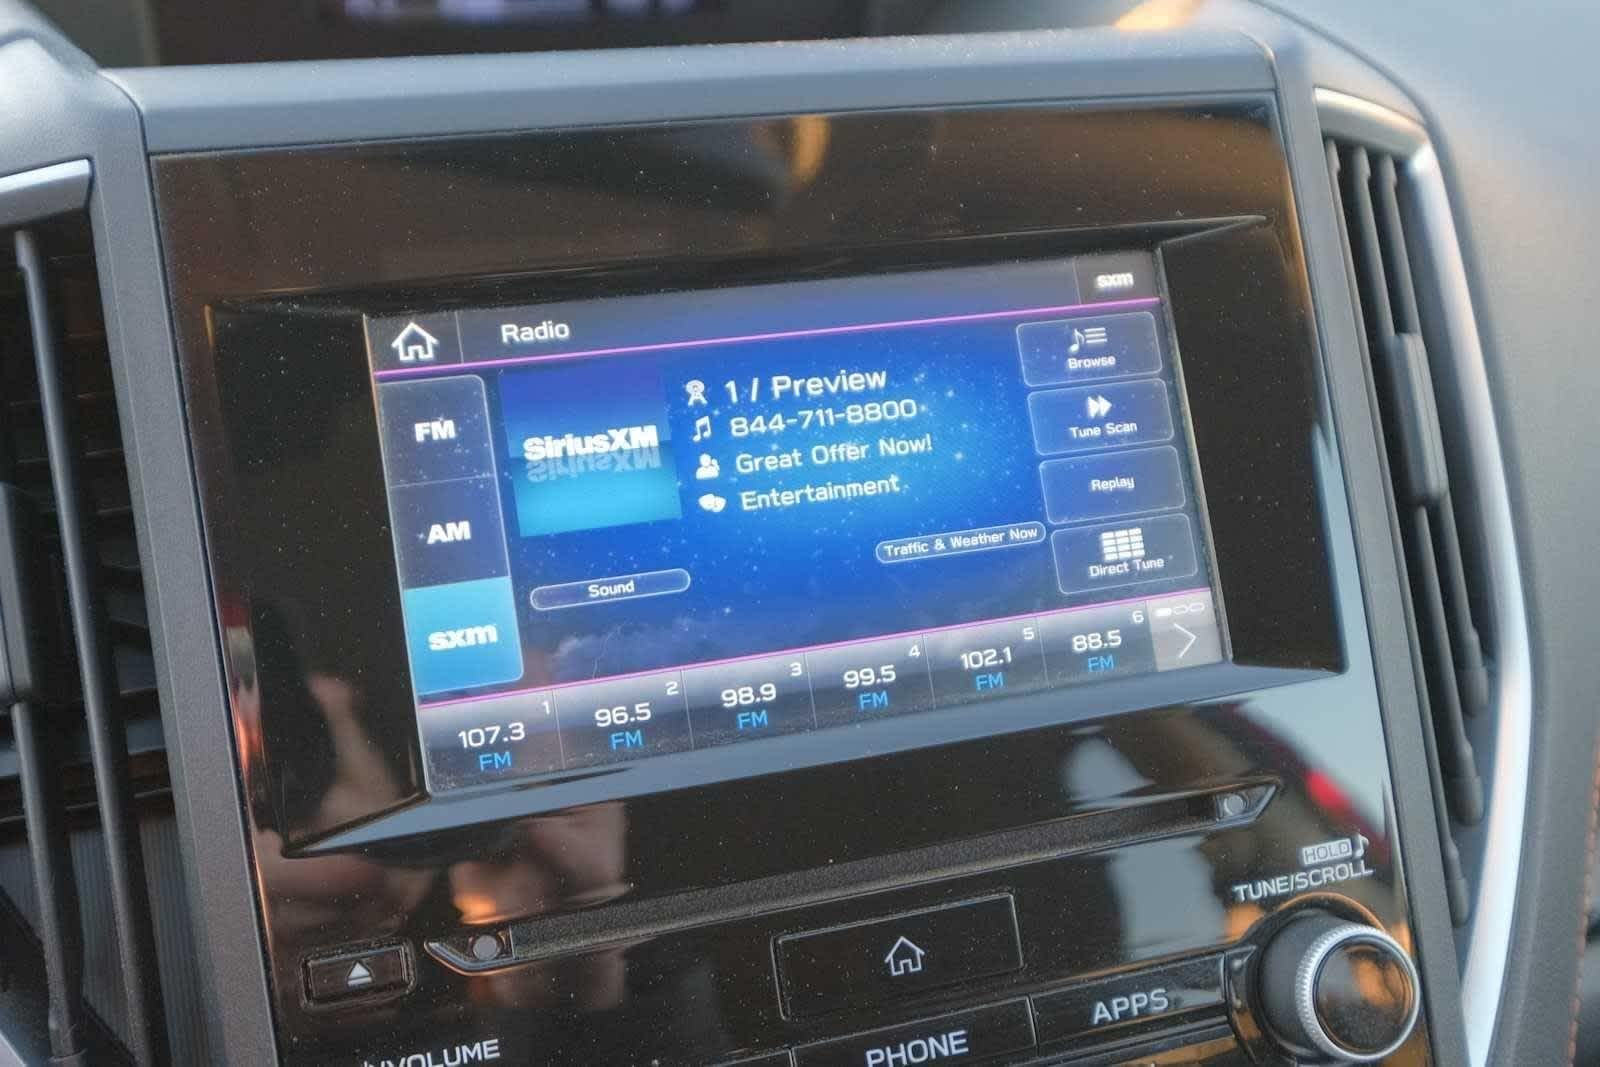 sxm
Radio
FM
AM
sxm
SiriusXM
1 / Preview
844-711-8800
Great Offer Now!
Entertainment
Browse
Tune Scan
Replay
Direct Tune
Traffic & Weather Now
Sound
1
107.3
FM
2
96.5
FM
3
98.9
FM
4
99.5
FM
5
102.1
FM
6
88.5
FM
HOLD
TUNE/SCROLL
APPS
PHONE
VOLUME